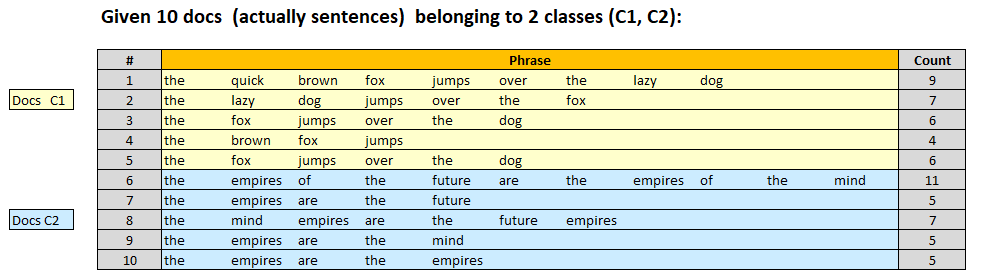 Given 10 docs (actually sentences) belonging to 2 classes (C1, C2):
# Phrase Count
1 the quick brown fox jumps over the lazy dog 9
Docs C1 2 the lazy dog jumps over the fox 7
3 the fox jumps over the dog 6
4 the brown fox jumps 4
5 the fox jumps over the dog 6
6 the empires of the future are the empires of the mind 11
7 the empires are the future 5
Docs C2 8 the mind empires are the future empires 7
9 the empires are the mind 5
10 the empires are the empires 5